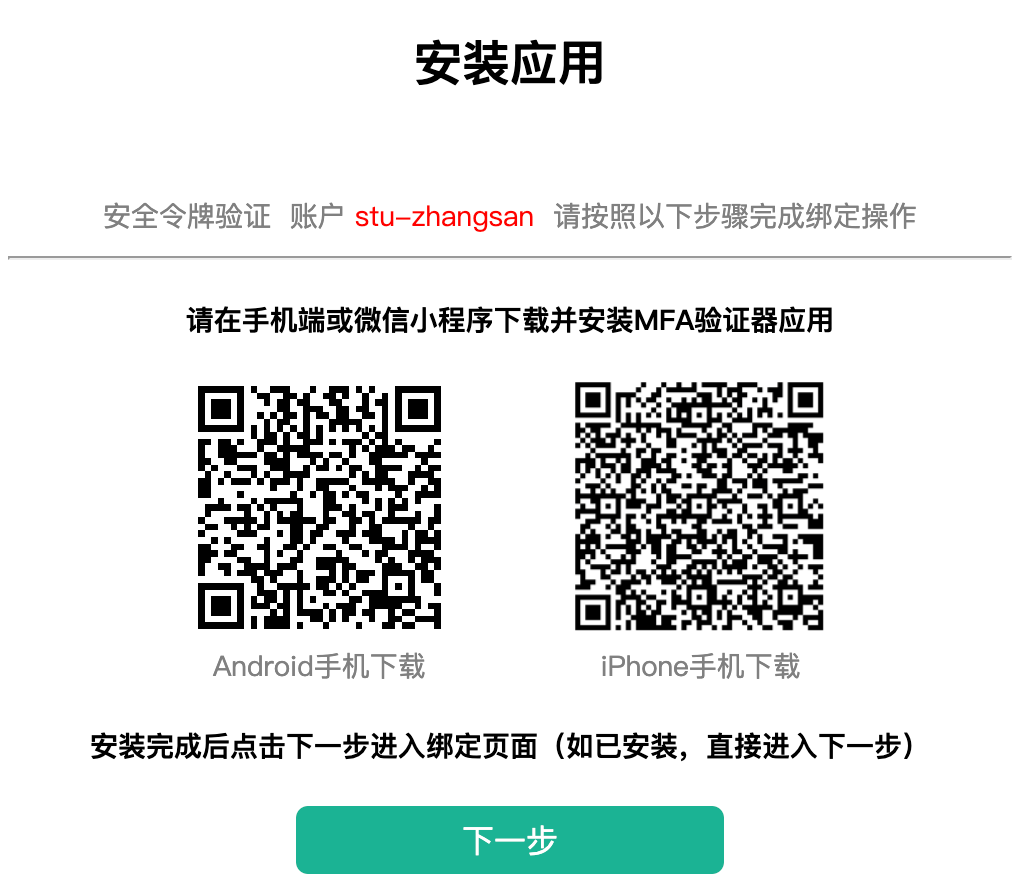 安装应用
安全令牌验证 账户 stu-zhangsan 请按照以下步骤完成绑定操作
请在手机端或微信小程序下载并安装MFA验证器应用
Android手机下载 iPhone手机下载
安装完成后点击下一步进入绑定页面（如已安装，直接进入下一步）
下一步